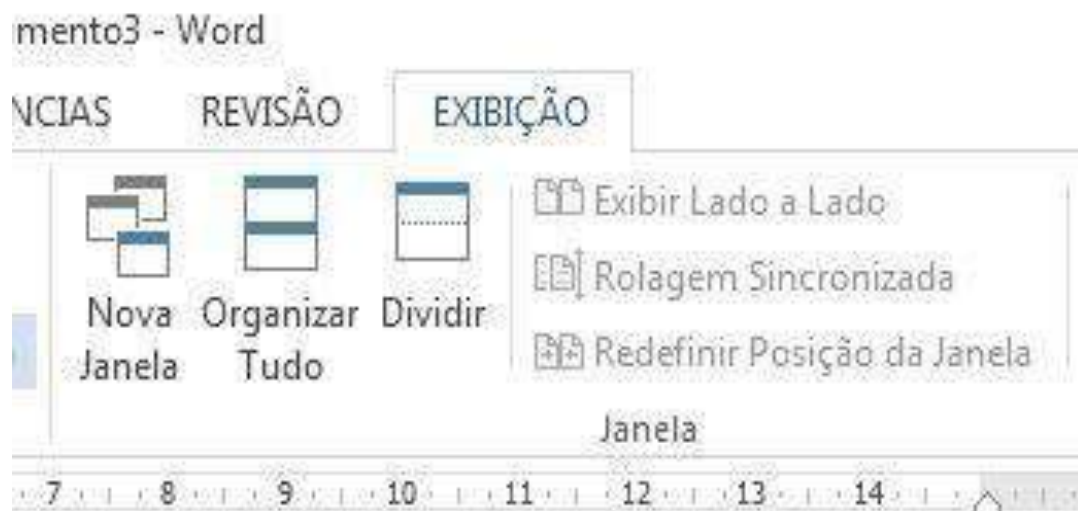 mento3 - Word
NCIAS REVISÃO EXIBIÇÃO
Nova Janela
Organizar Tudo
Dividir
Exibir Lado a Lado
Rolagem Sincronizada
Redefinir Posição da Janela
Janela
7 8 9 10 11 12 13 14